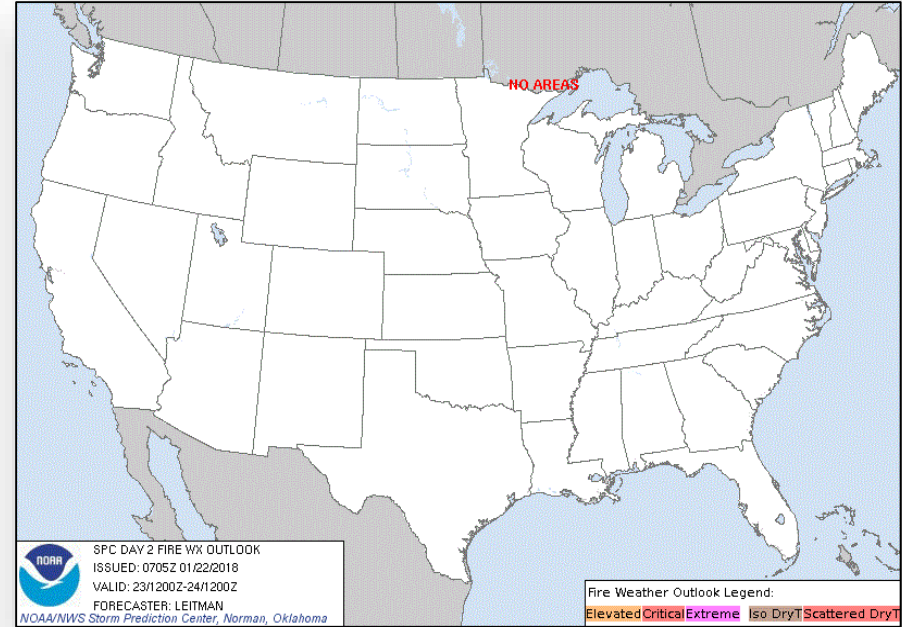 NO AREAS
NOAA
SPC DAY 2 FIRE WX OUTLOOK
ISSUED: 0705Z 01/22/2018
VALID: 23/1200Z-24/1200Z
FORECASTER: LEITMAN
NOAA/NWS Storm Prediction Center, Norman, Oklahoma
Fire Weather Outlook Legend:
Elevated Critical Extreme Iso DryT Scattered DryT